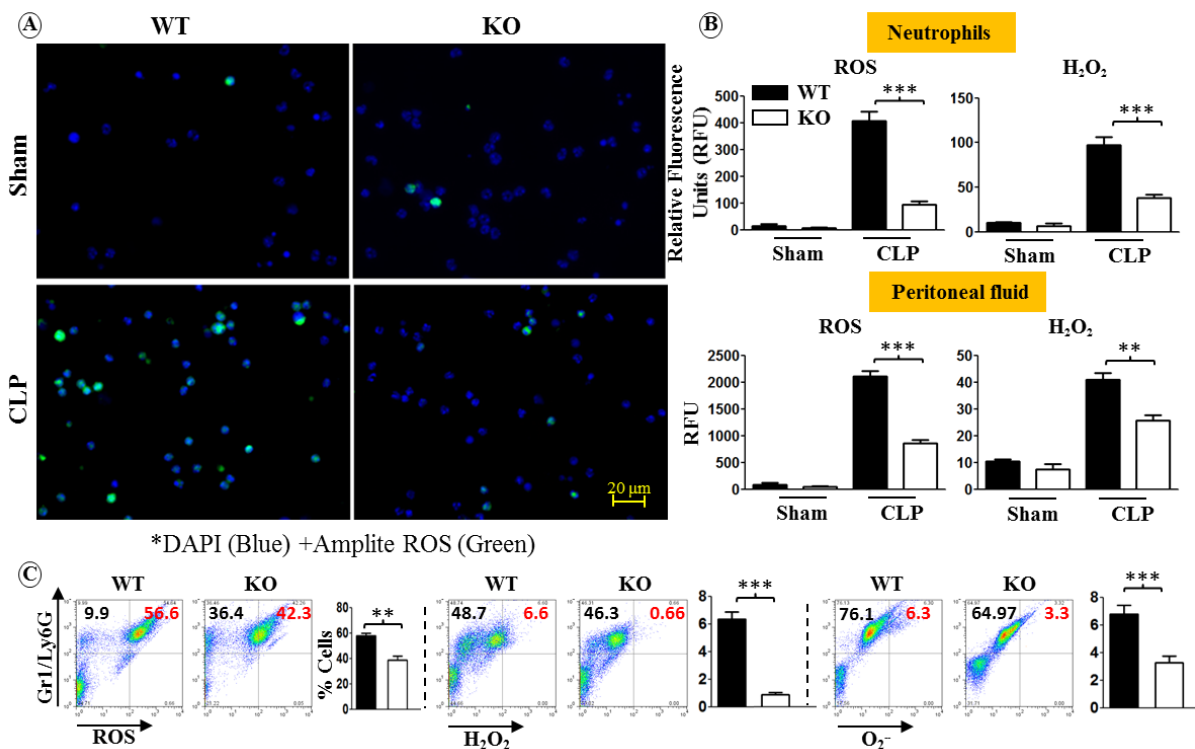 A
WT
KO
Sham
CLP
20 μm
*DAPI (Blue) +Amplite ROS (Green)
B
Neutrophils
ROS
H₂O₂
WT
KO
Relative Fluorescence
Units (RFU)
500
400
300
200
100
0
***
Sham
CLP
150
100
50
0
***
Sham
CLP
Peritoneal fluid
ROS
H₂O₂
RFU
2500
2000
1500
1000
500
0
***
Sham
CLP
50
40
30
20
10
0
**
Sham
CLP
C
Gr1/Ly6G
WT
9.9 56.6
KO
36.4 42.3
ROS
% Cells
80
60
40
20
0
**
WT
48.7 6.6
KO
46.3 0.66
H₂O₂
8
6
4
2
0
***
WT
76.1 6.3
KO
64.97 3.3
O₂⁻
8
6
4
2
0
***